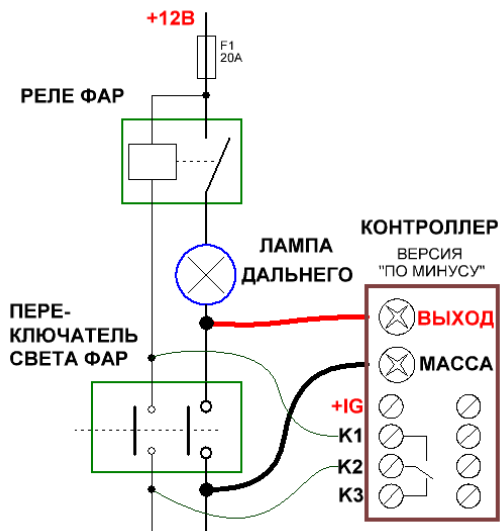 +12В
F1
20A
РЕЛЕ ФАР
КОНТРОЛЛЕР
ВЕРСИЯ
"ПО МИНУСУ"
ЛАМПА
ДАЛЬНЕГО
ПЕРЕ-
КЛЮЧАТЕЛЬ
СВЕТА ФАР
ВЫХОД
МАССА
+IG
K1
K2
K3